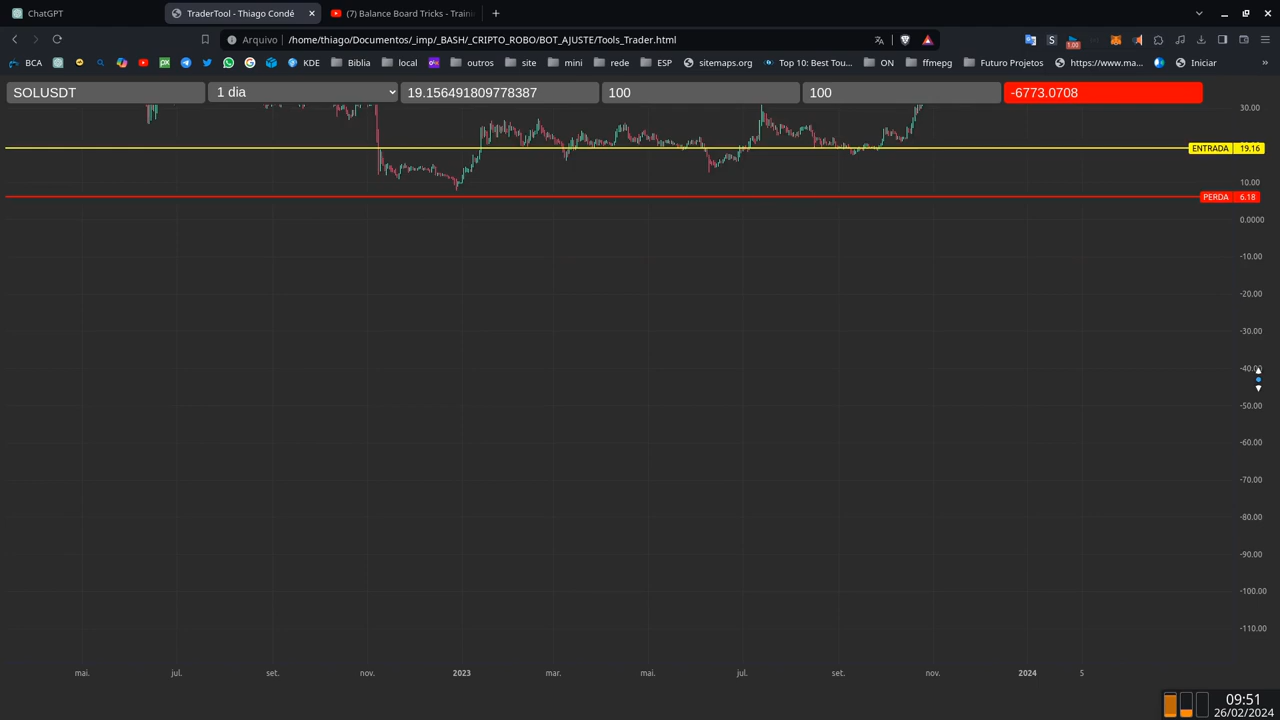 ChatGPT
TraderTool - Thiago Condé
(7) Balance Board Tricks - Traini
Arquivo
/home/thiago/Documentos/_imp/_BASH/_CRIPTO_ROBO/BOT_AJUSTE/Tools_Trader.html
1.00
BCA
KDE
Biblia
local
outros
site
mini
rede
ESP
sitemaps.org
Top 10: Best Tou...
ON
ffmepg
Futuro Projetos
https://www.ma...
Iniciar
»
SOLUSDT
1 dia
19.156491809778387
100
100
-6773.0708
30.00
ENTRADA 19.16
10.00
PERDA 6.18
0.0000
-10.00
-20.00
-30.00
-40.00
-50.00
-60.00
-70.00
-80.00
-90.00
-100.00
-110.00
mai. jul. set. nov. 2023 mar. mai. jul. set. nov. 2024 5
09:51
26/02/2024